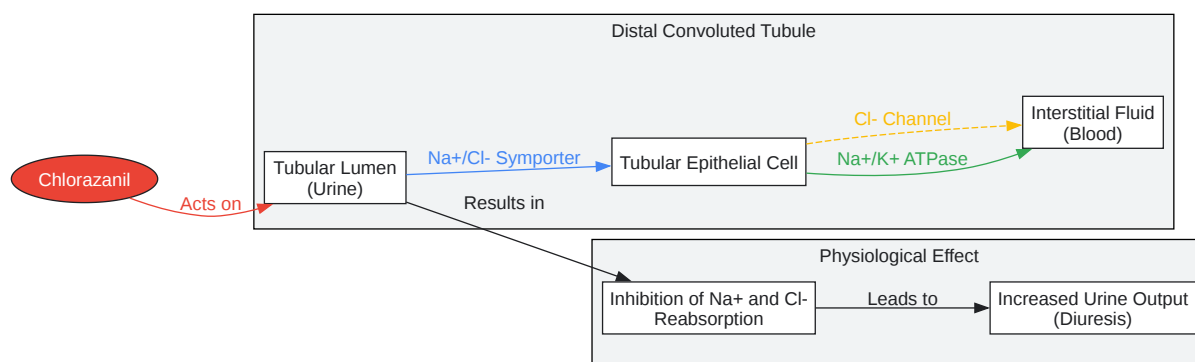 Distal Convoluted Tubule
Chlorazanil
Acts on
Tubular Lumen
(Urine)
Na+/Cl- Symporter
Results in
Tubular Epithelial Cell
Cl- Channel
Na+/K+ ATPase
Interstitial Fluid
(Blood)
Physiological Effect
Inhibition of Na+ and Cl-
Reabsorption
Leads to
Increased Urine Output
(Diuresis)